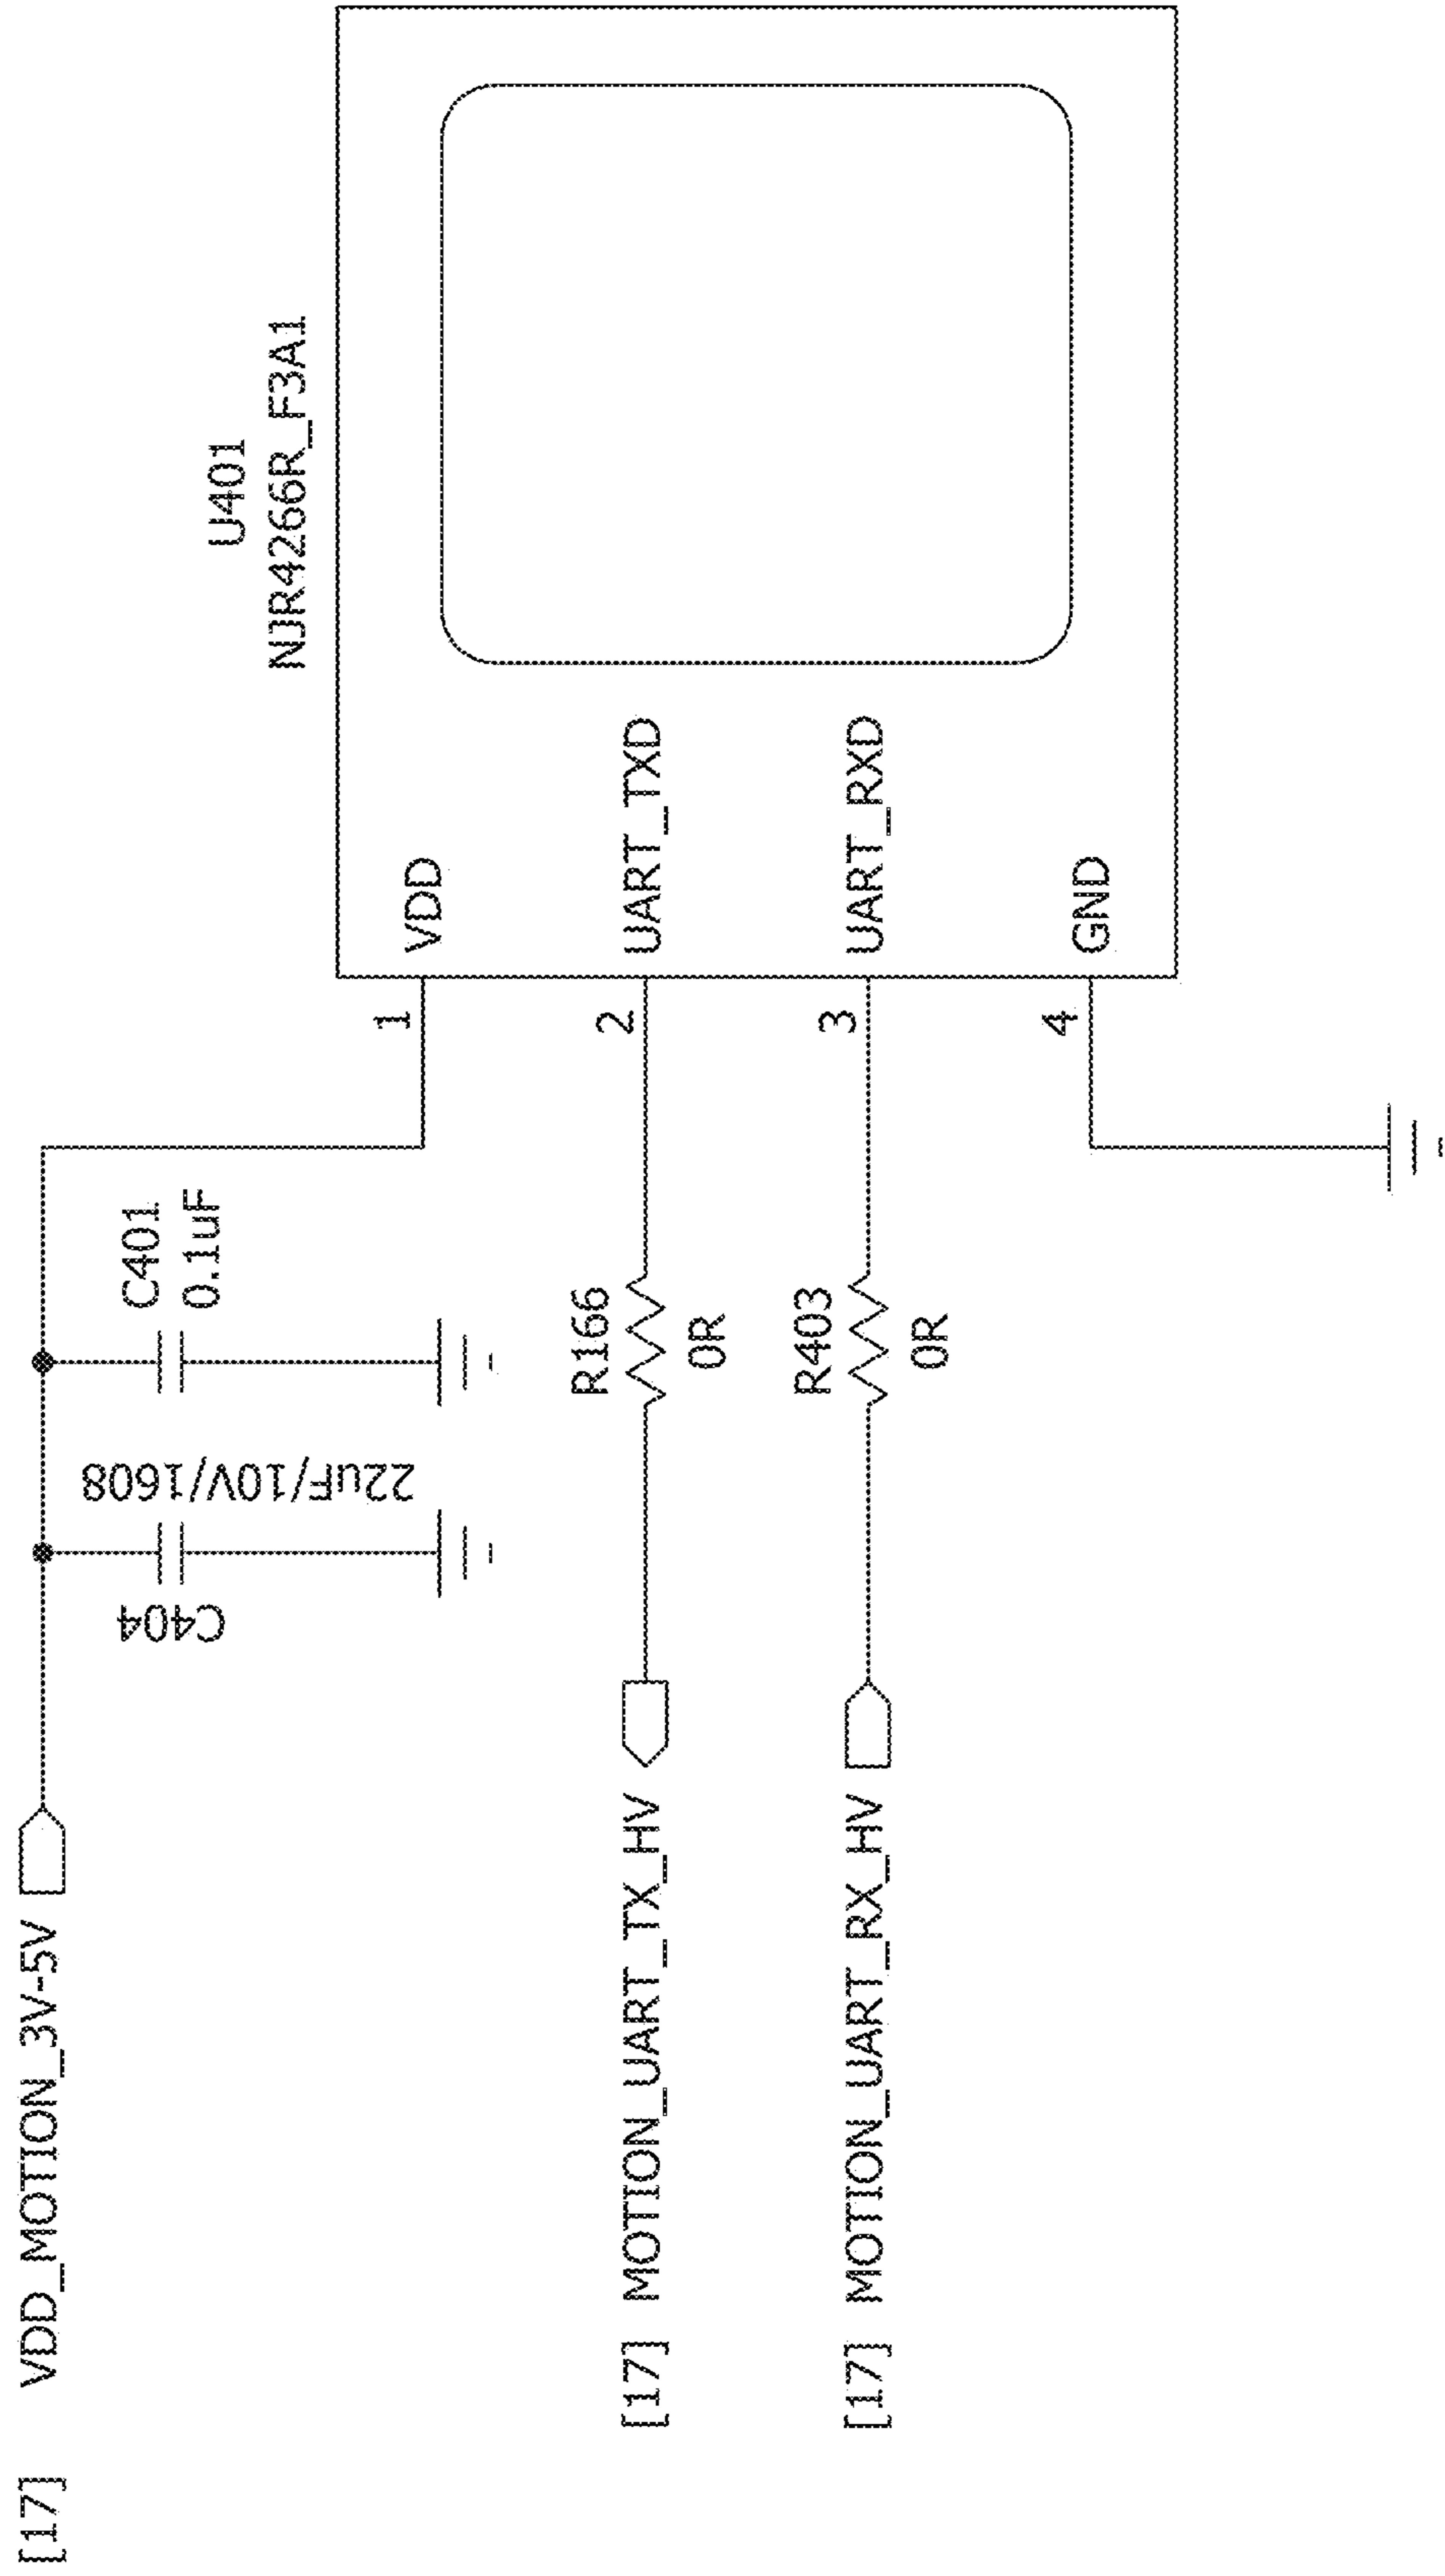 U401
NJR4266R_F3A1
[17] VDD_MOTION_3V-5V
C404
22uF/10V/1608
C401
0.1uF
1
VDD
[17] MOTION_UART_TX_HV
R166
0R
2
UART_TXD
[17] MOTION_UART_RX_HV
R403
0R
3
UART_RXD
4
GND